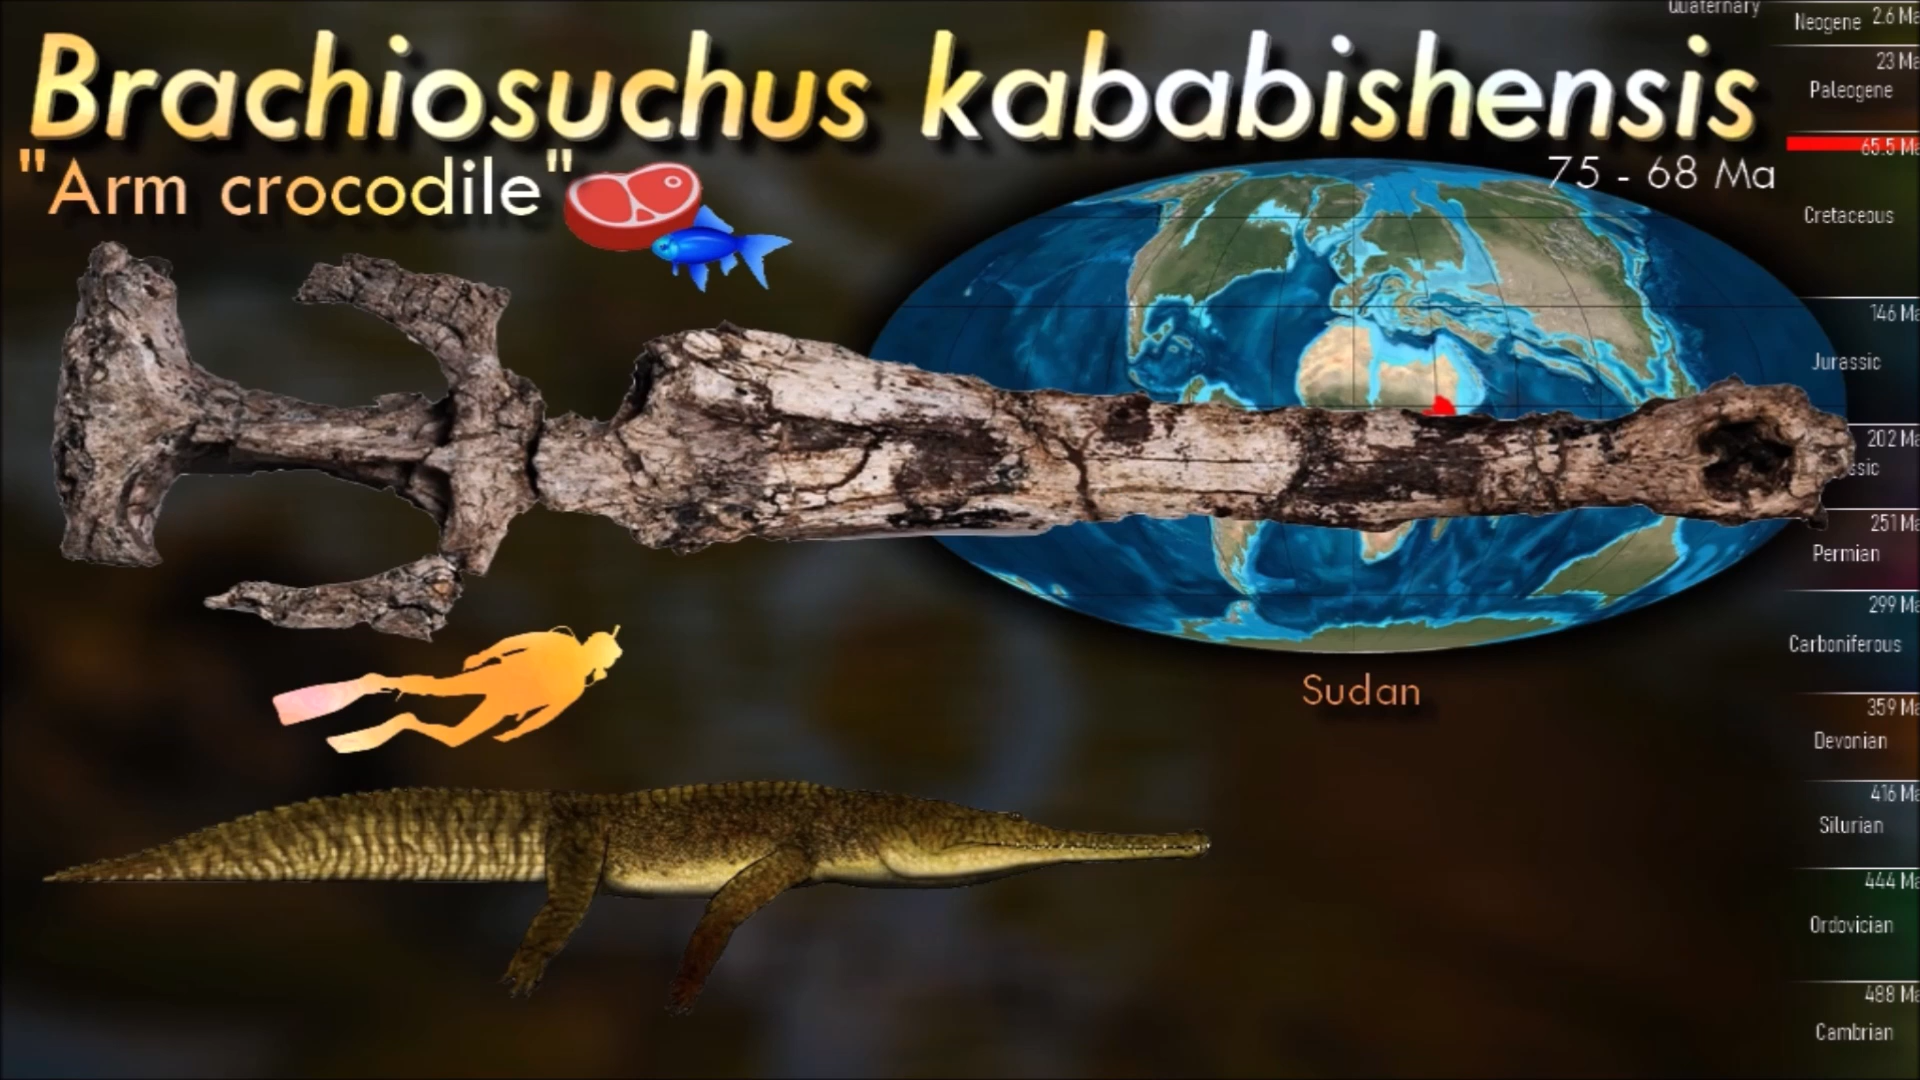 Brachiosuchus kababishensis
"Arm crocodile"
75 - 68 Ma
Sudan
Quaternary
2.6 Ma
Neogene
23 Ma
Paleogene
65.5 Ma
Cretaceous
146 Ma
Jurassic
202 Ma
ssic
251 Ma
Permian
299 Ma
Carboniferous
359 Ma
Devonian
416 Ma
Silurian
444 Ma
Ordovician
488 Ma
Cambrian